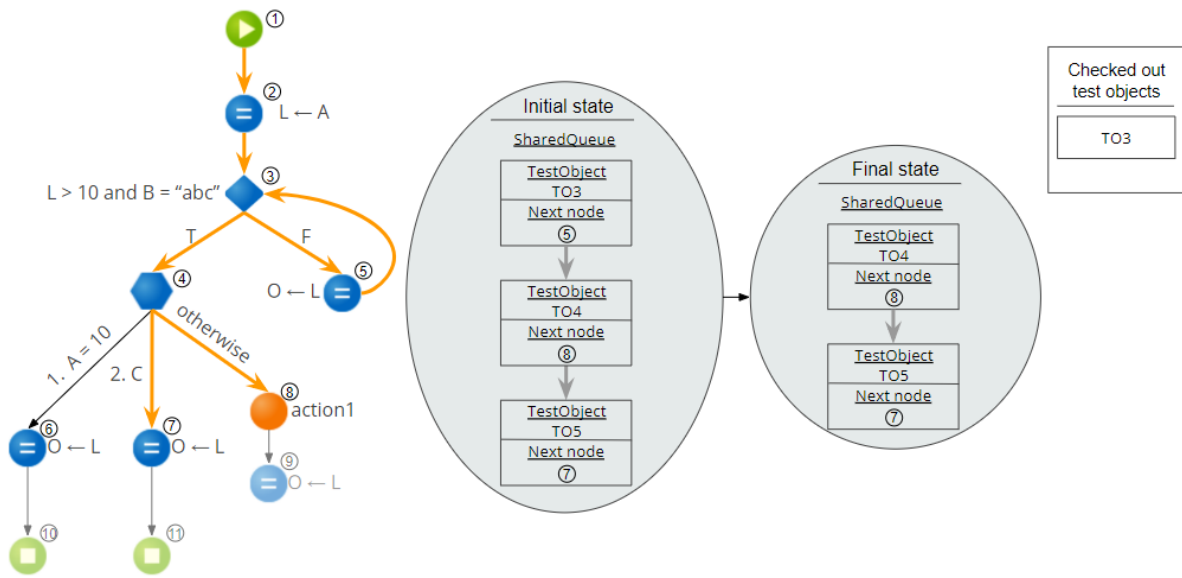 ①
②
L ← A
③
L > 10 and B = “abc”
T
F
④
⑤
O ← L
otherwise
1. A = 10
2. C
⑧
action1
⑥
O ← L
⑦
O ← L
⑨
O ← L
⑩
⑪
Initial state
SharedQueue
TestObject
TO3
Next node
⑤
TestObject
TO4
Next node
⑧
TestObject
TO5
Next node
⑦
Final state
SharedQueue
TestObject
TO4
Next node
⑧
TestObject
TO5
Next node
⑦
Checked out
test objects
TO3